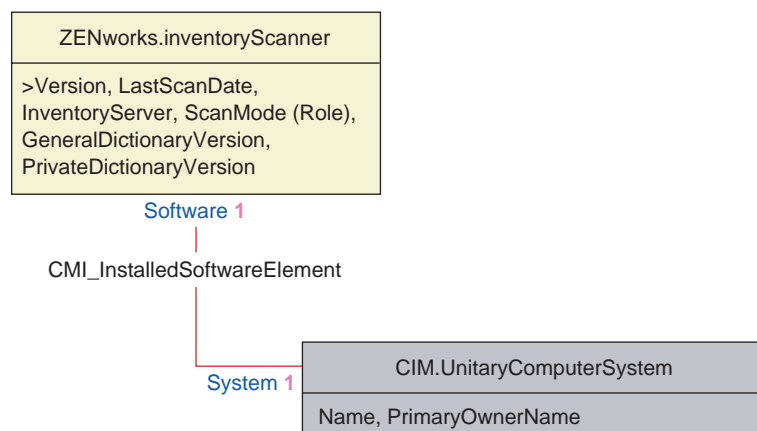 ZENworks.inventoryScanner
>Version, LastScanDate,
InventoryServer, ScanMode (Role),
GeneralDictionaryVersion,
PrivateDictionaryVersion
Software 1
CMI_InstalledSoftwareElement
System 1
CIM.UnitaryComputerSystem
Name, PrimaryOwnerName